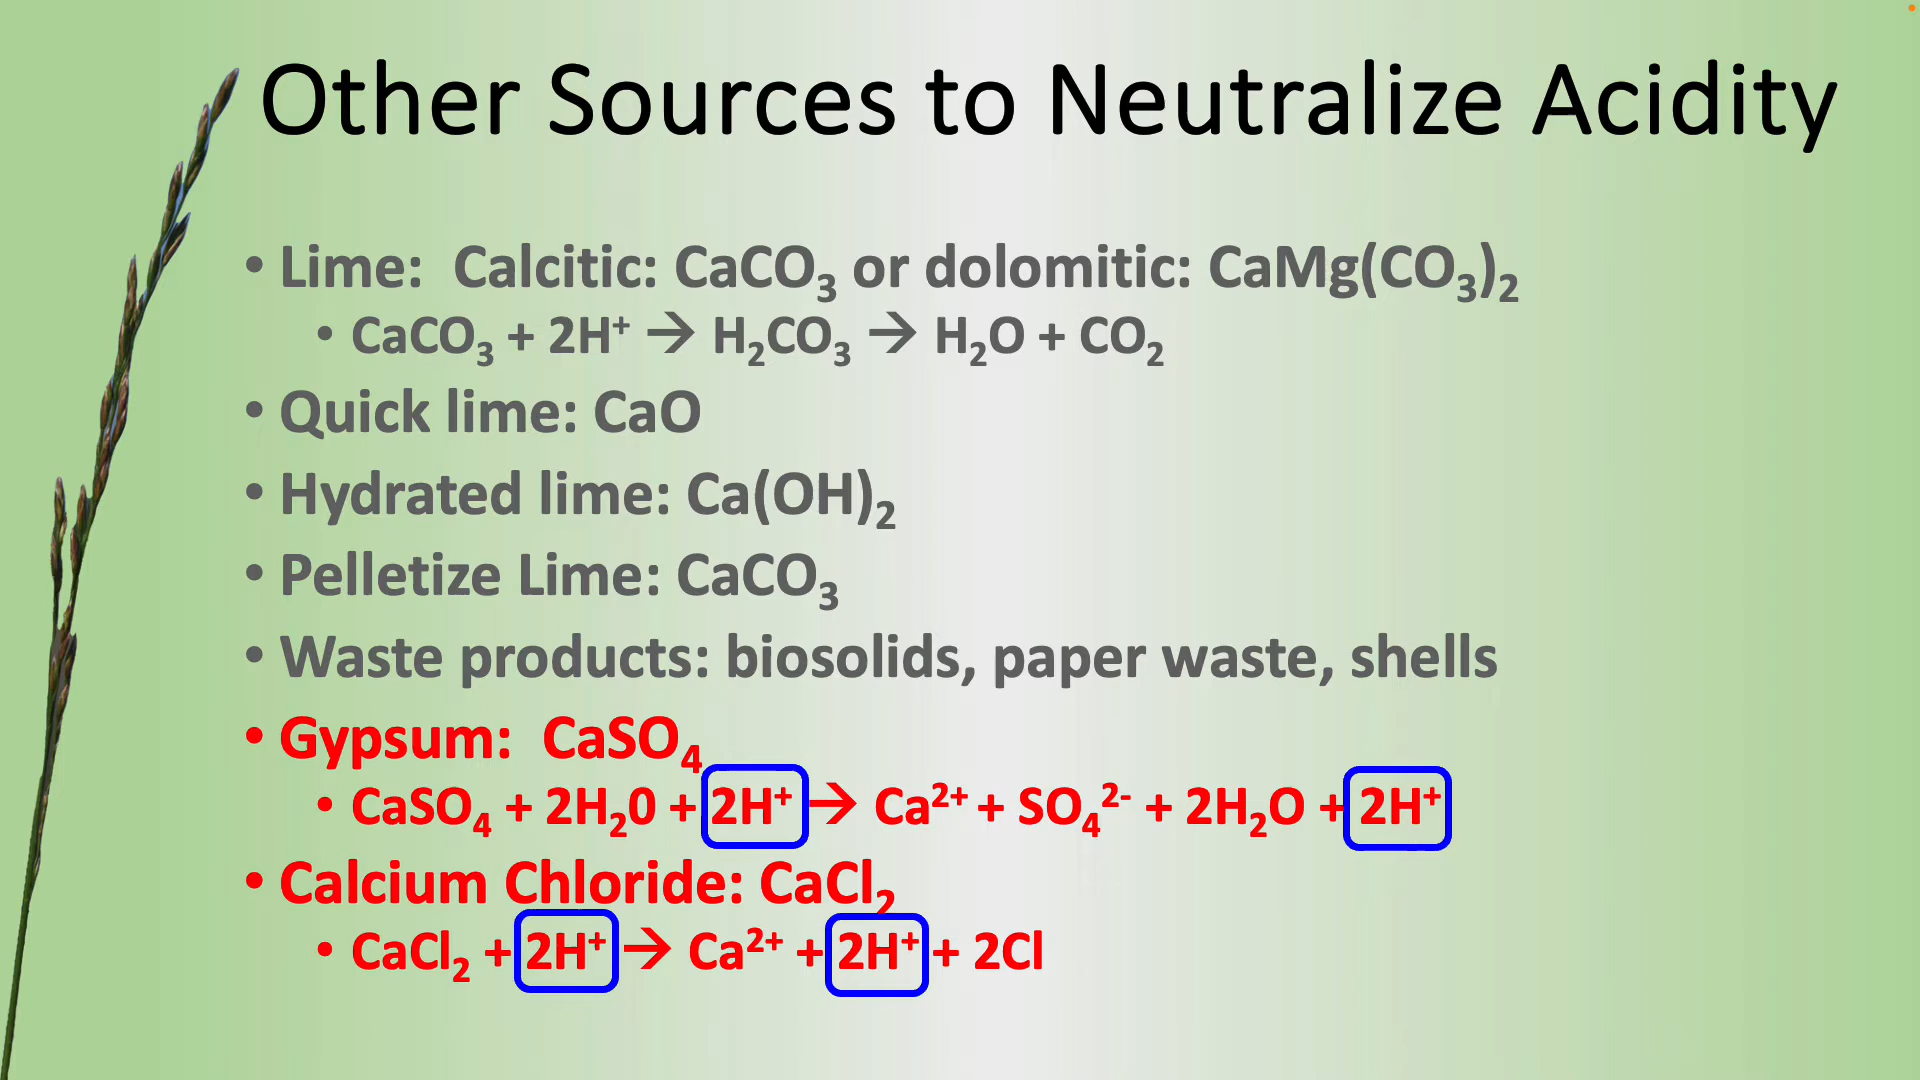 Other Sources to Neutralize Acidity
• Lime:  Calcitic: CaCO₃ or dolomitic: CaMg(CO₃)₂
• CaCO₃ + 2H⁺ → H₂CO₃ → H₂O + CO₂
• Quick lime: CaO
• Hydrated lime: Ca(OH)₂
• Pelletize Lime: CaCO₃
• Waste products: biosolids, paper waste, shells
• Gypsum:  CaSO₄
• CaSO₄ + 2H₂0 + 2H⁺ → Ca²⁺ + SO₄²⁻ + 2H₂O + 2H⁺
• Calcium Chloride: CaCl₂
• CaCl₂ + 2H⁺ → Ca²⁺ + 2H⁺ + 2Cl